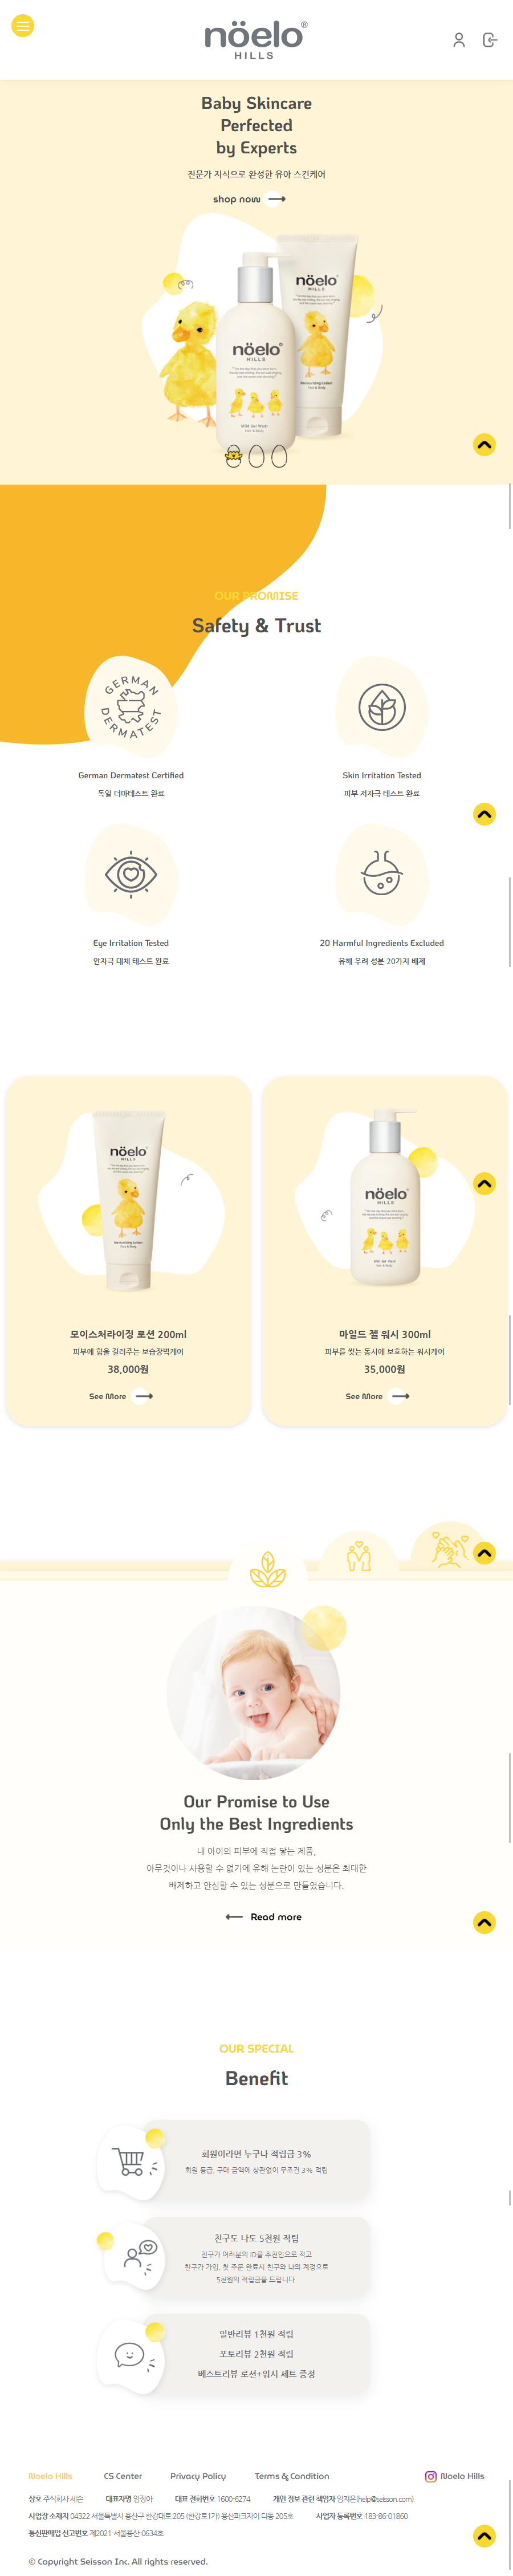 nöelo®
HILLS
Baby Skincare
Perfected
by Experts
전문가 지식으로 완성한 유아 스킨케어
shop now
nöelo
HILLS
Moisturizing Lotion
nöelo
HILLS
Mild Gel Wash
OUR PROMISE
Safety & Trust
GERMAN
DERMATEST
German Dermatest Certified
독일 더마테스트 완료
Skin Irritation Tested
피부 저자극 테스트 완료
Eye Irritation Tested
안자극 대체 테스트 완료
20 Harmful Ingredients Excluded
유해 우려 성분 20가지 배제
nöelo
HILLS
Moisturizing Lotion
모이스처라이징 로션 200ml
피부에 힘을 길러주는 보습장벽케어
38,000원
See More
nöelo
HILLS
Mild Gel Wash
마일드 젤 워시 300ml
피부를 씻는 동시에 보호하는 워시케어
35,000원
See More
Our Promise to Use
Only the Best Ingredients
내 아이의 피부에 직접 닿는 제품,
아무것이나 사용할 수 없기에 유해 논란이 있는 성분은 최대한
배제하고 안심할 수 있는 성분으로 만들었습니다.
Read more
OUR SPECIAL
Benefit
회원이라면 누구나 적립금 3%
회원 등급, 구매 금액에 상관없이 무조건 3% 적립
친구도 나도 5천원 적립
친구가 여러분의 ID를 추천인으로 적고
친구가 가입, 첫 주문 완료시 친구와 나의 계정으로
5천원의 적립금을 드립니다.
일반리뷰 1천원 적립
포토리뷰 2천원 적립
베스트리뷰 로션+워시 세트 증정
Noelo Hills CS Center Privacy Policy Terms & Condition Noelo Hills
상호 주식회사 세손 대표자명 임정아 대표 전화번호 1600-6274 개인 정보 관련 책임자 임지은(help@seisson.com)
사업장 소재지 04322 서울특별시 용산구 한강대로 205 (한강로1가) 용산파크자이 디동 205호 사업자 등록번호 183-86-01860
통신판매업 신고번호 제2021-서울용산-0634호
© Copyright Seisson Inc. All rights reserved.